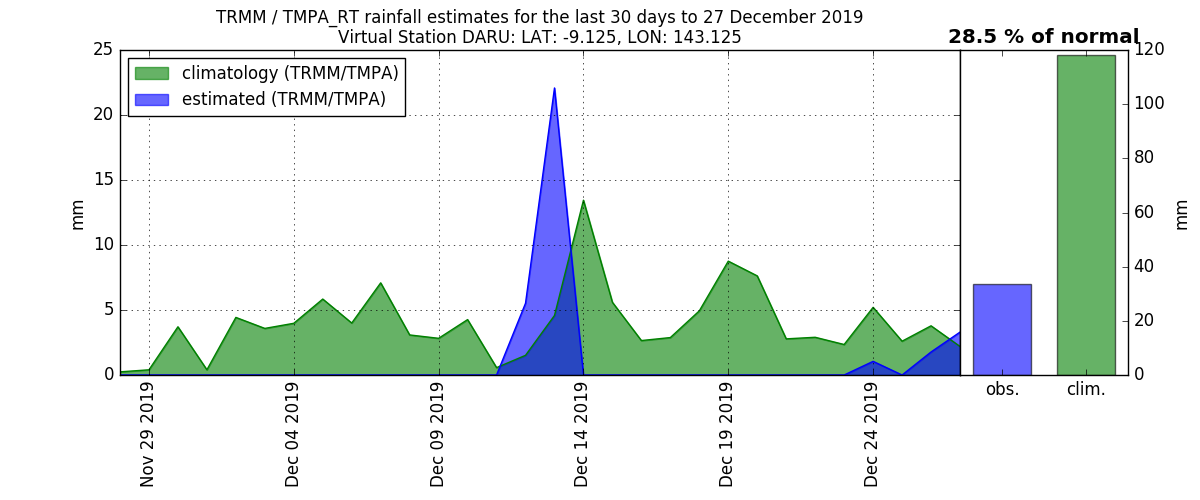 TRMM / TMPA_RT rainfall estimates for the last 30 days to 27 December 2019
Virtual Station DARU: LAT: -9.125, LON: 143.125
28.5 % of normal
climatology (TRMM/TMPA)
estimated (TRMM/TMPA)
25
20
15
10
5
0
mm
Nov 29 2019
Dec 04 2019
Dec 09 2019
Dec 14 2019
Dec 19 2019
Dec 24 2019
120
100
80
60
40
20
0
mm
obs.
clim.